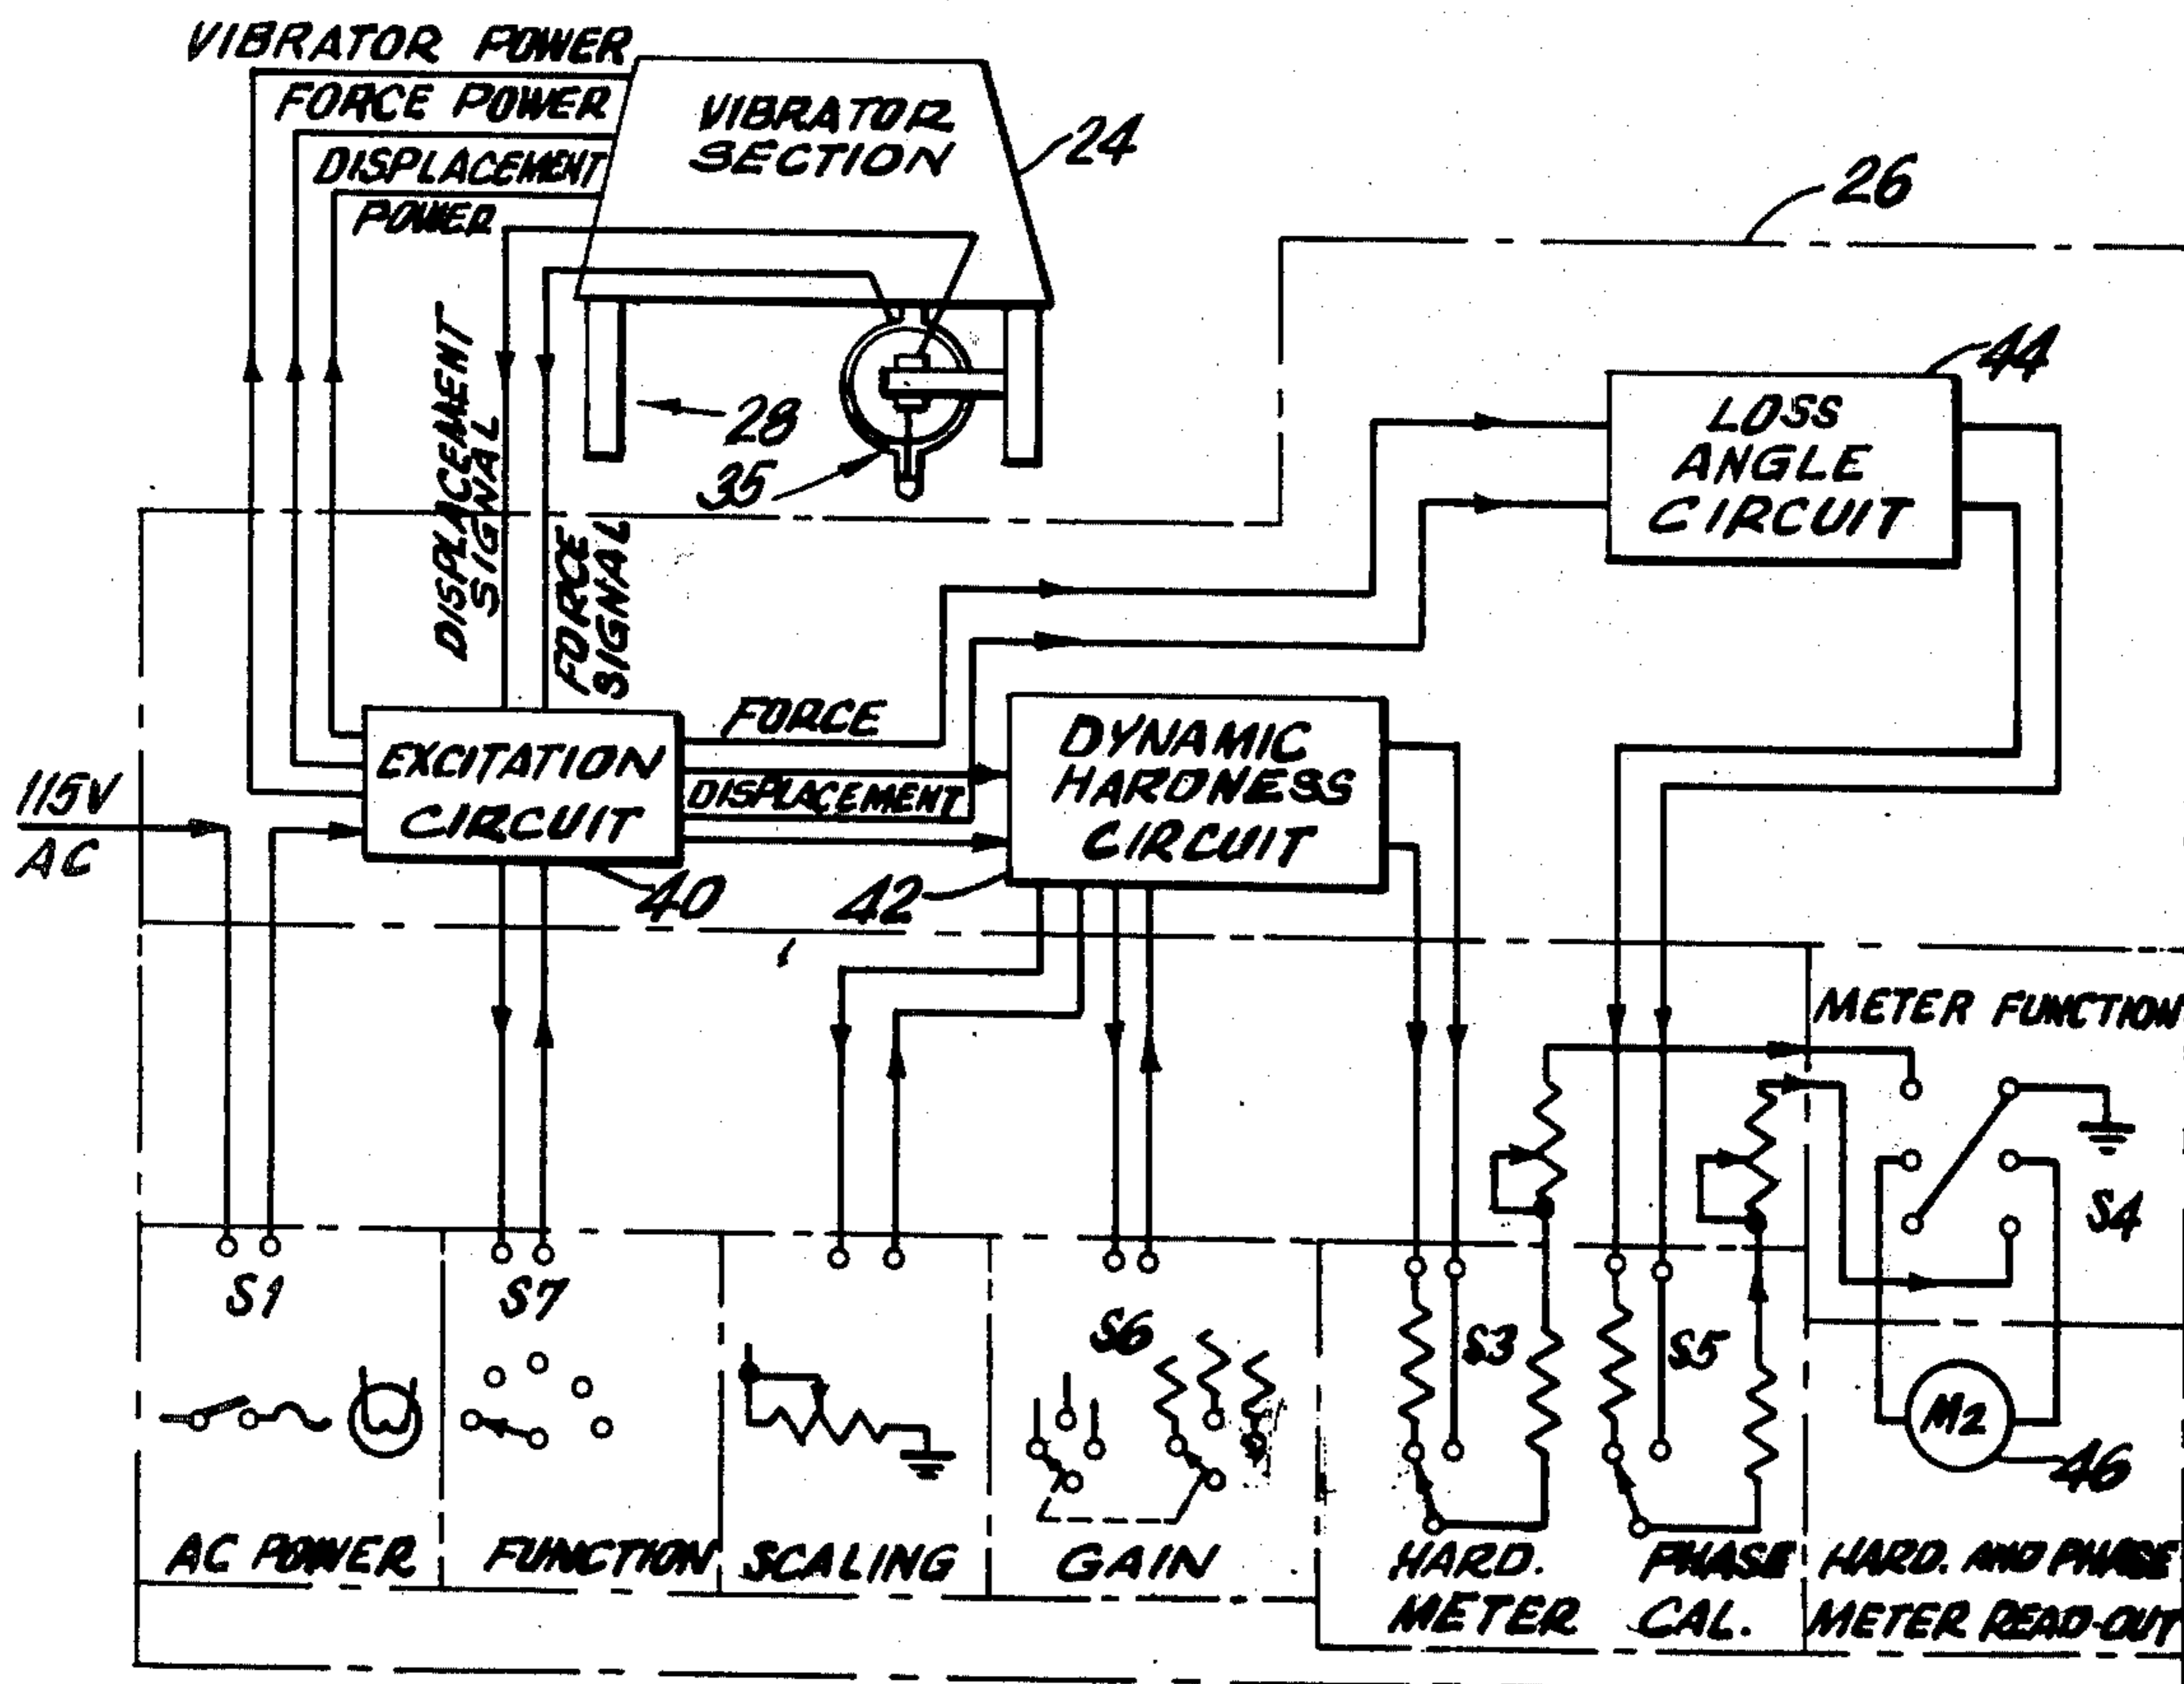 VIBRATOR POWER
FORCE POWER
DISPLACEMENT
POWER
VIBRATOR
SECTION
24
26
28
35
DISPLACEMENT
SIGNAL
FORCE
SIGNAL
44
LOSS
ANGLE
CIRCUIT
115V
AC
EXCITATION
CIRCUIT
40
FORCE
DISPLACEMENT
DYNAMIC
HARDNESS
CIRCUIT
42
METER FUNCTION
S4
S1
S7
S6
S3
S5
M2
46
AC POWER
FUNCTION
SCALING
GAIN
HARD.
METER
PHASE
CAL.
HARD. AND PHASE
METER READ-OUT